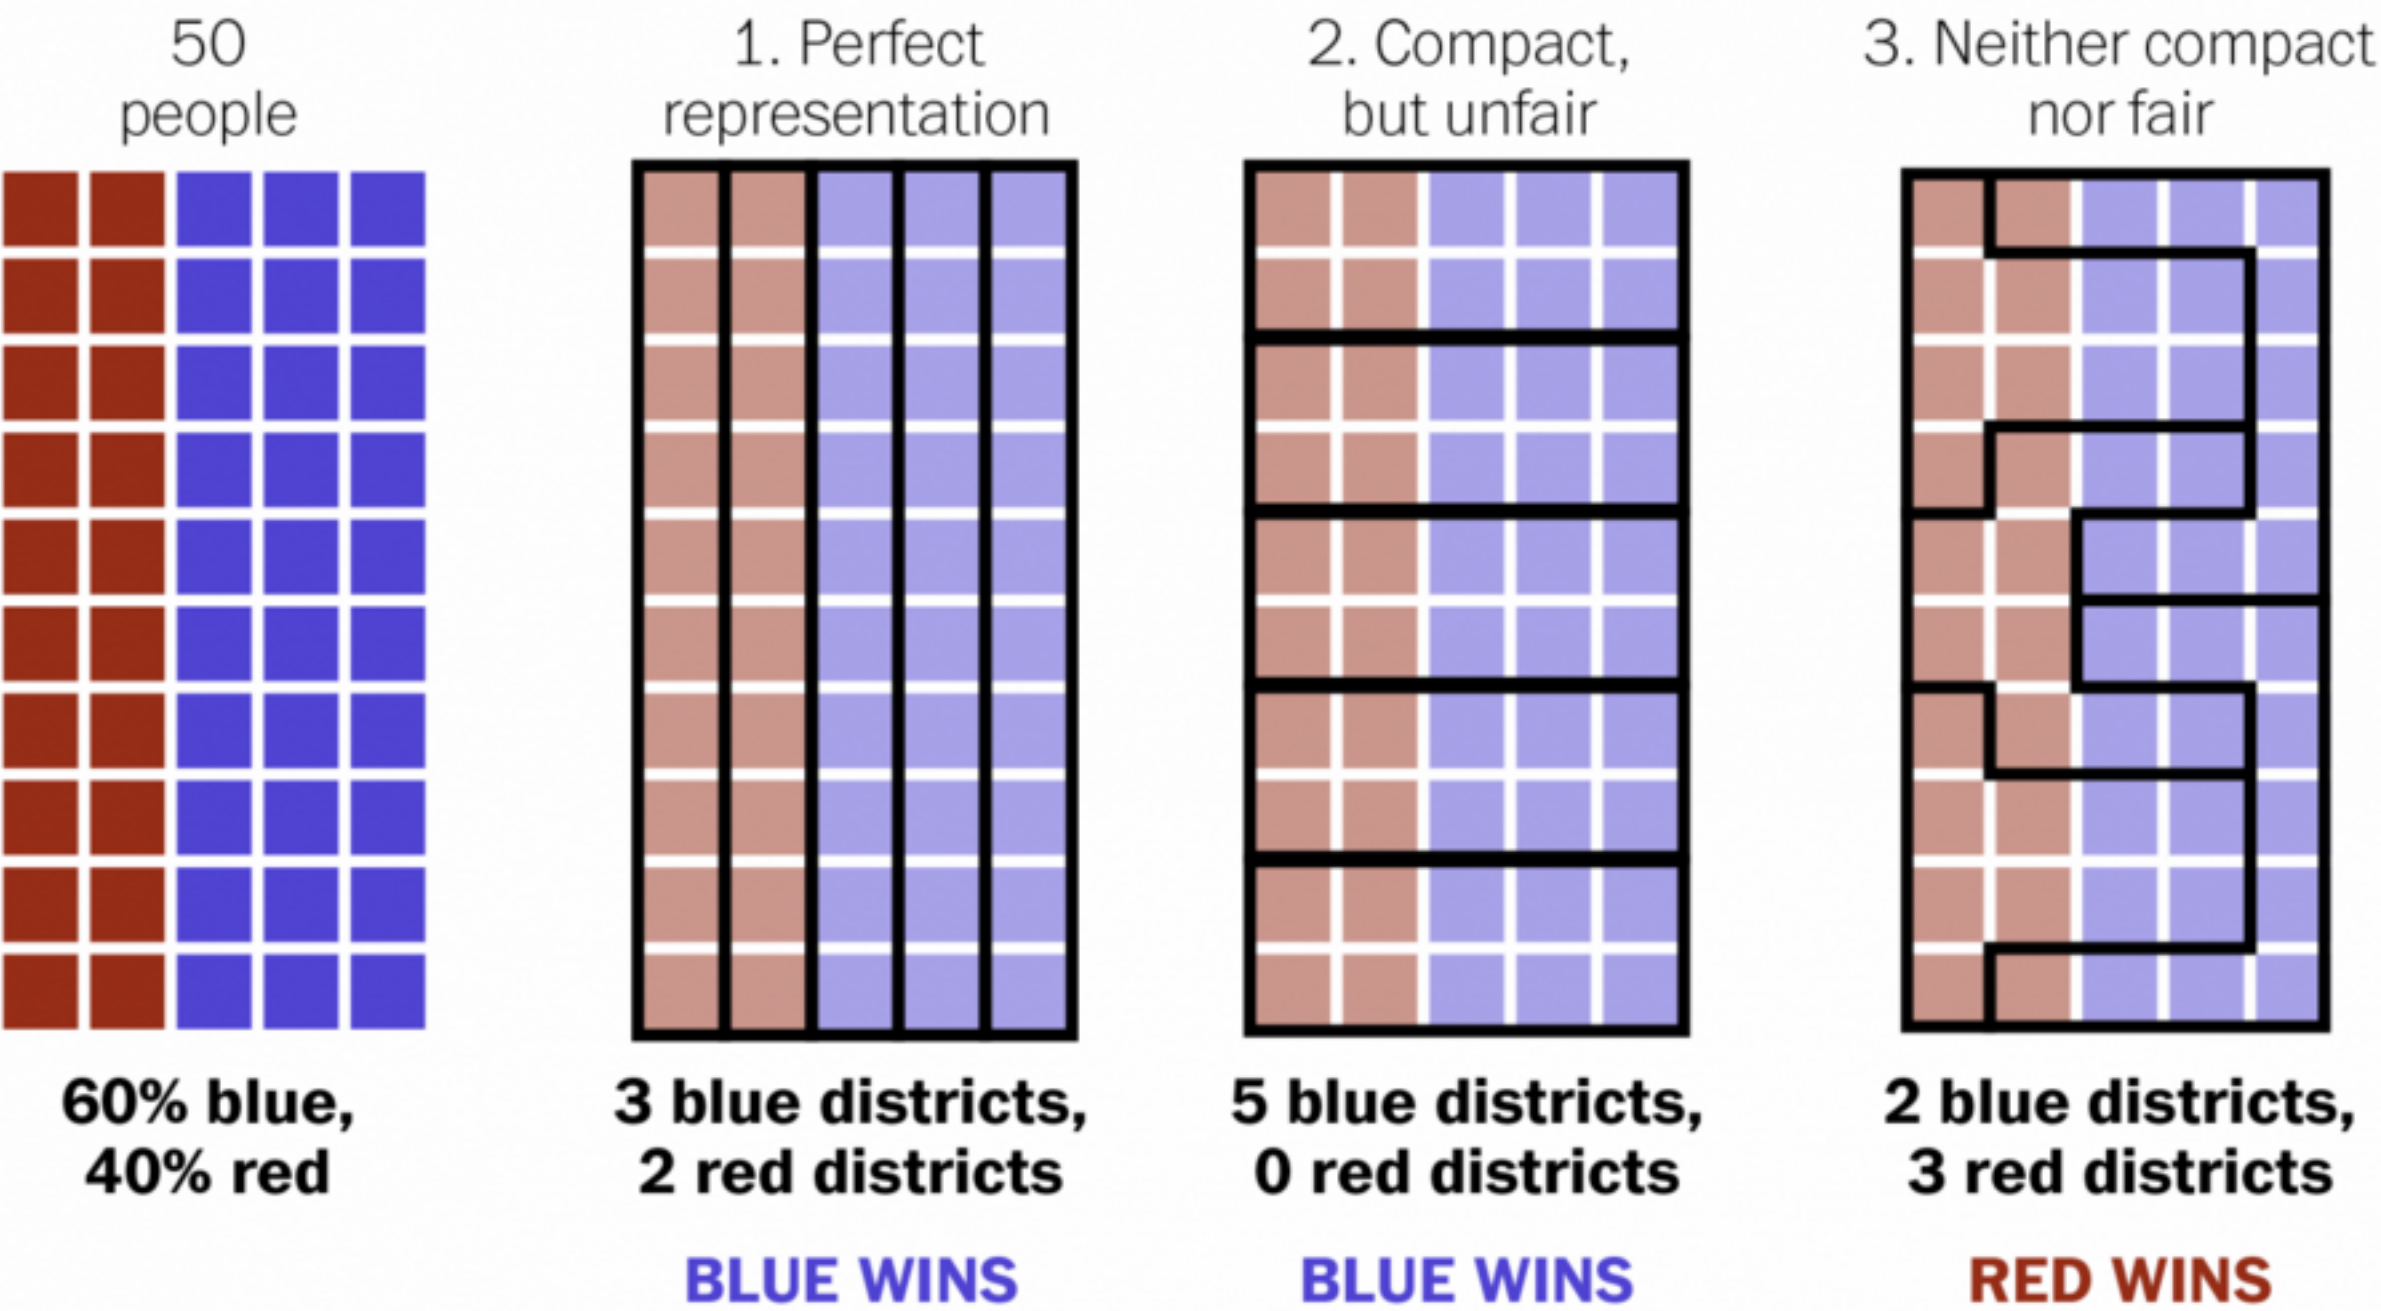 50
people
1. Perfect
representation
2. Compact,
but unfair
3. Neither compact
nor fair
60% blue,
40% red
3 blue districts,
2 red districts
5 blue districts,
0 red districts
2 blue districts,
3 red districts
BLUE WINS
BLUE WINS
RED WINS